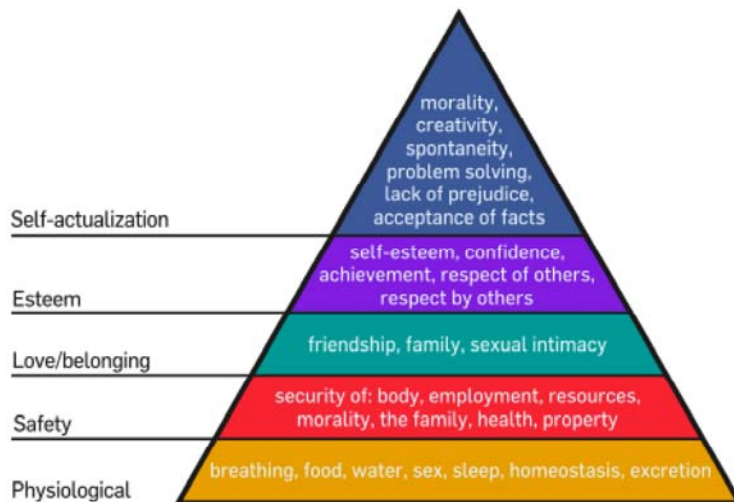 morality,
creativity,
spontaneity,
problem solving,
lack of prejudice,
acceptance of facts
Self-actualization
self-esteem, confidence,
achievement, respect of others,
respect by others
Esteem
friendship, family, sexual intimacy
Love/belonging
security of: body, employment, resources,
morality, the family, health, property
Safety
breathing, food, water, sex, sleep, homeostasis, excretion
Physiological